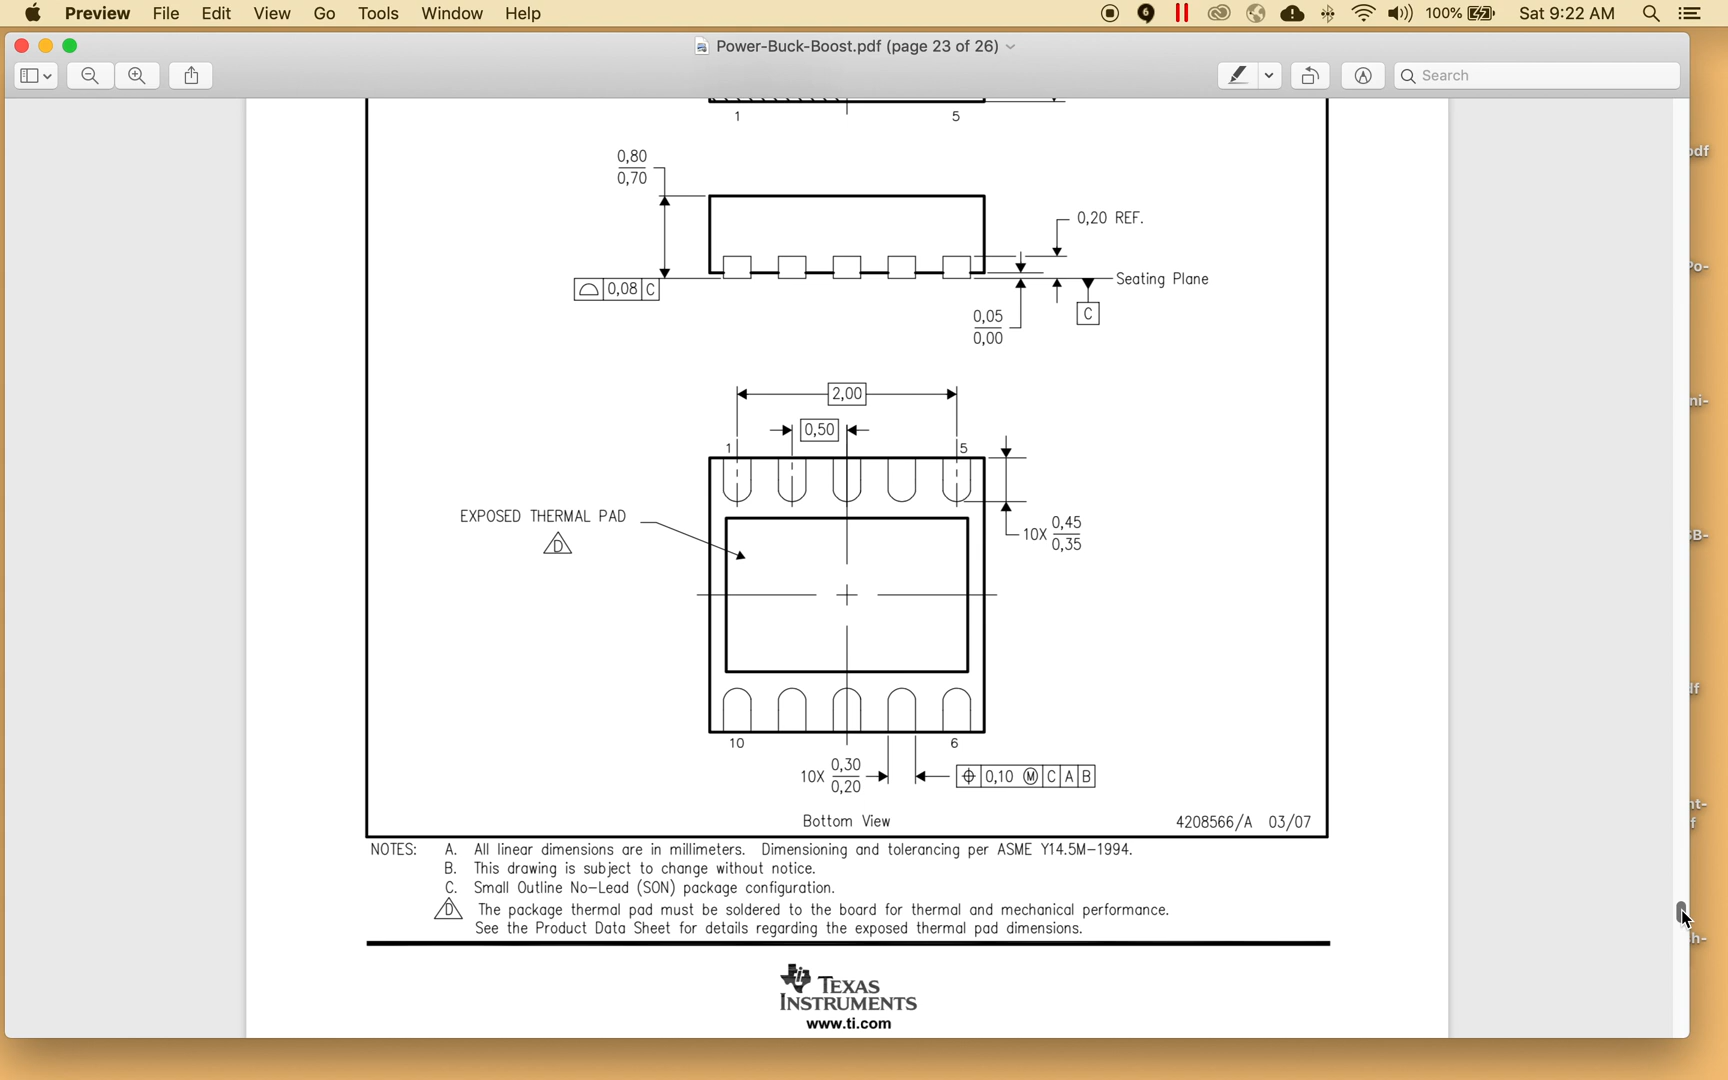 Preview File Edit View Go Tools Window Help
6
100%
Sat 9:22 AM
Power-Buck-Boost.pdf (page 23 of 26)
Search
1 5
0,80
0,70
0,20 REF.
Seating Plane
0,08 C
0,05
0,00
C
2,00
0,50
1 5
EXPOSED THERMAL PAD
D
10X 0,45
0,35
10 6
10X 0,30
0,20
0,10 Ⓜ C A B
Bottom View
4208566/A 03/07
NOTES: A. All linear dimensions are in millimeters. Dimensioning and tolerancing per ASME Y14.5M–1994.
B. This drawing is subject to change without notice.
C. Small Outline No–Lead (SON) package configuration.
D The package thermal pad must be soldered to the board for thermal and mechanical performance.
See the Product Data Sheet for details regarding the exposed thermal pad dimensions.
TEXAS
INSTRUMENTS
www.ti.com